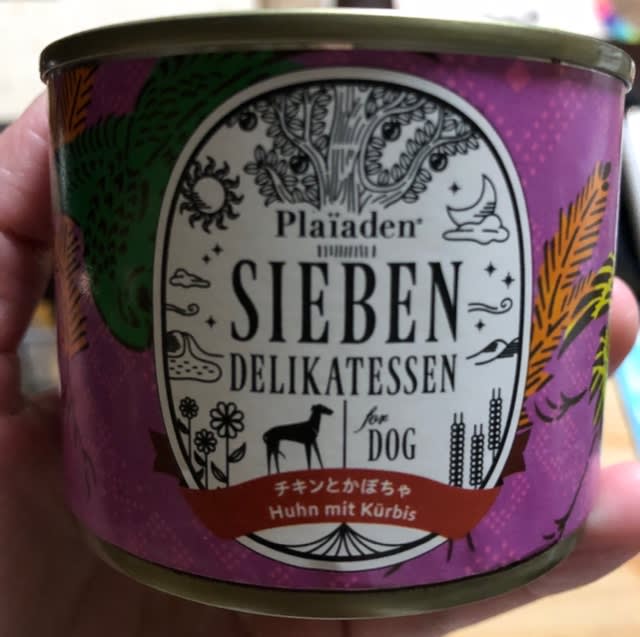 Plaïaden®
SIEBEN
DELIKATESSEN
for
DOG
チキンとかぼちゃ
Huhn mit Kürbis